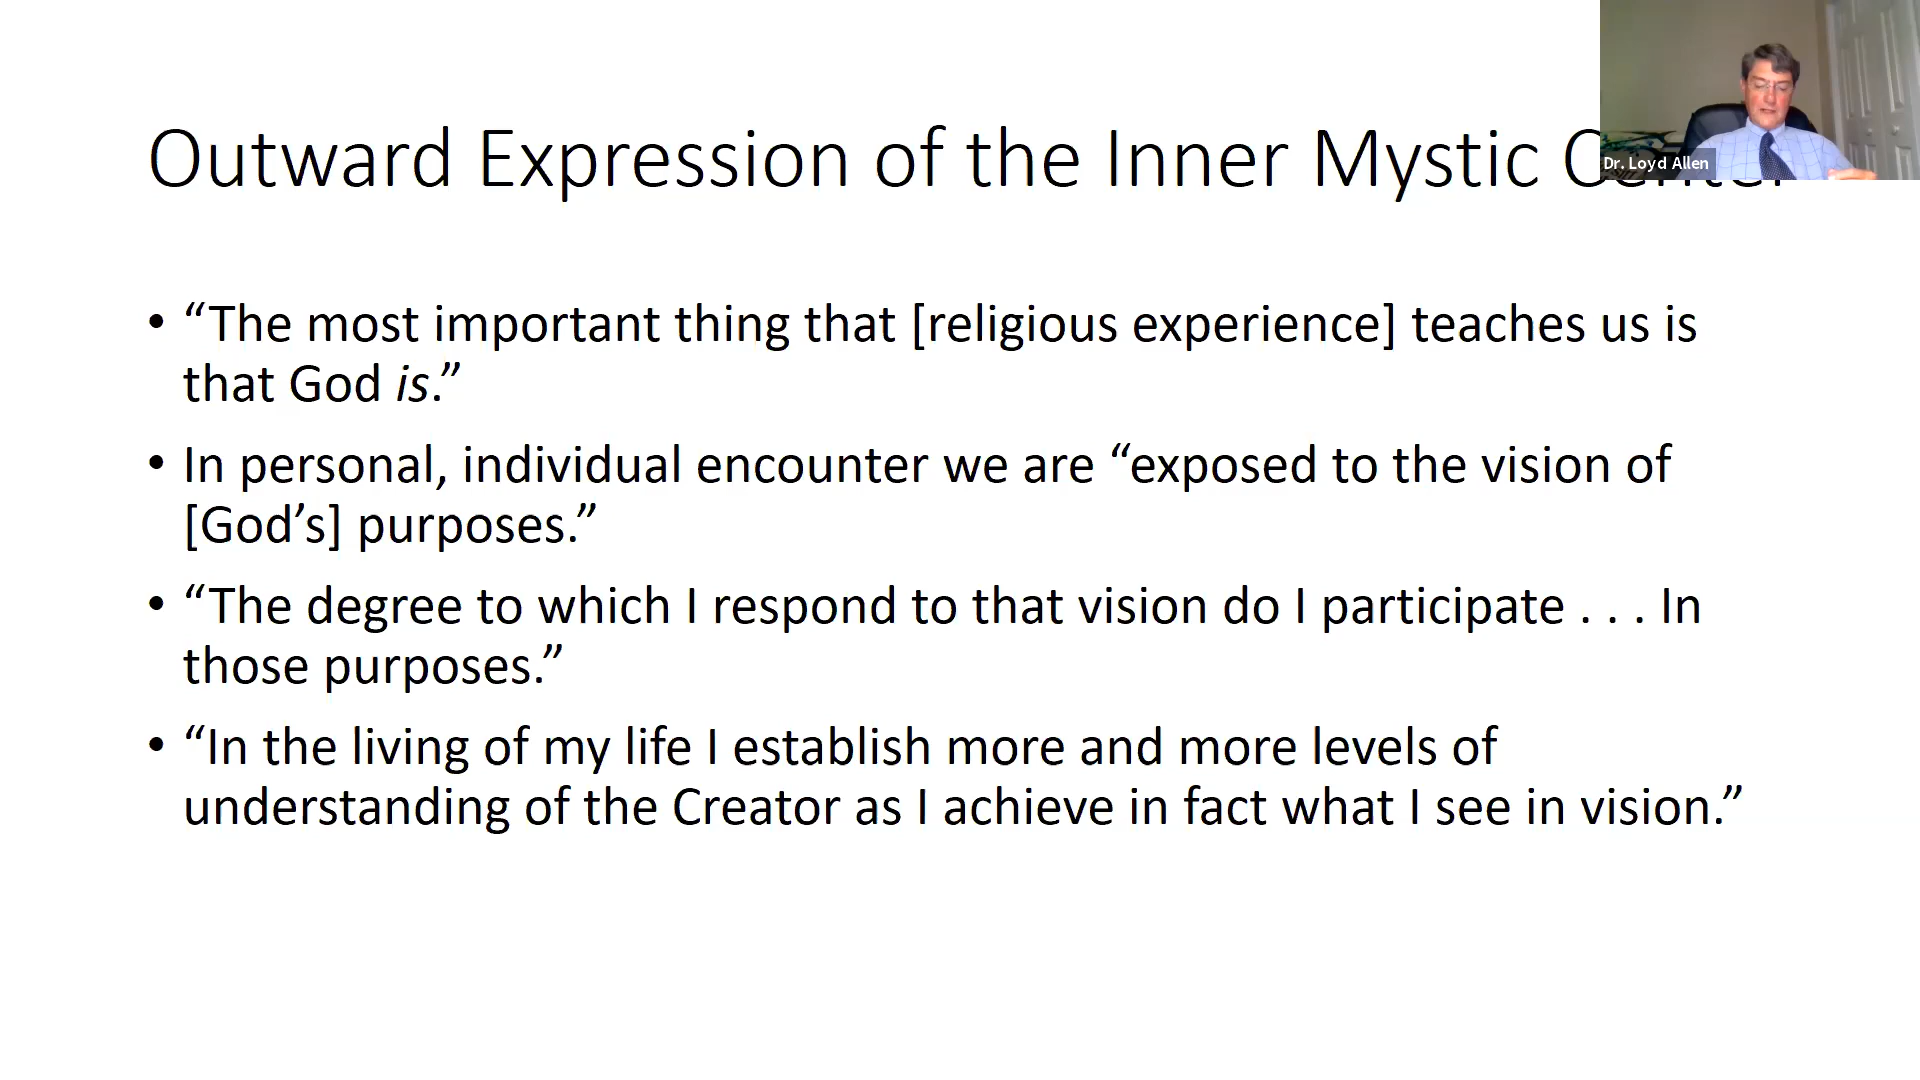 Outward Expression of the Inner Mystic
Dr. Loyd Allen
• “The most important thing that [religious experience] teaches us is
that God is.”
• In personal, individual encounter we are “exposed to the vision of
[God’s] purposes.”
• “The degree to which I respond to that vision do I participate . . . In
those purposes.”
• “In the living of my life I establish more and more levels of
understanding of the Creator as I achieve in fact what I see in vision.”